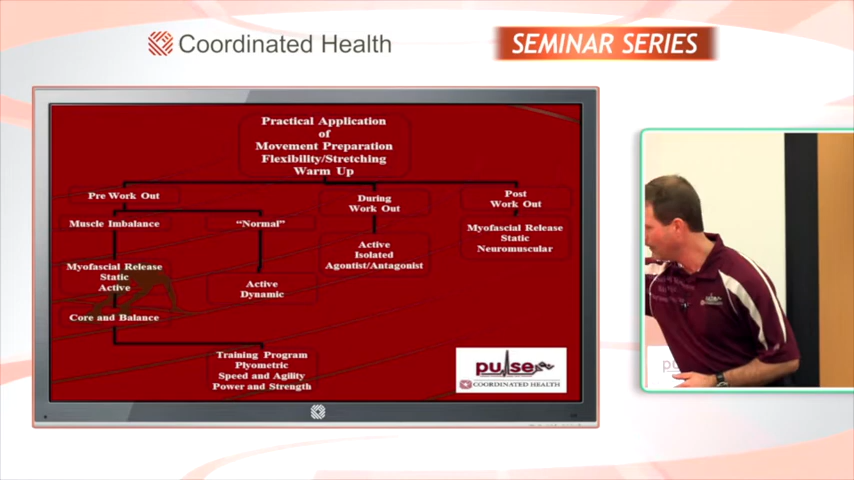 Coordinated Health
SEMINAR SERIES
Practical Application
of
Movement Preparation
Flexibility/Stretching
Warm Up
Pre Work Out
During
Work Out
Post
Work Out
Muscle Imbalance
“Normal”
Myofascial Release
Static
Active
Active
Dynamic
Active
Isolated
Agontist/Antagonist
Myofascial Release
Static
Neuromuscular
Core and Balance
Training Program
Plyometric
Speed and Agility
Power and Strength
pulse
COORDINATED HEALTH